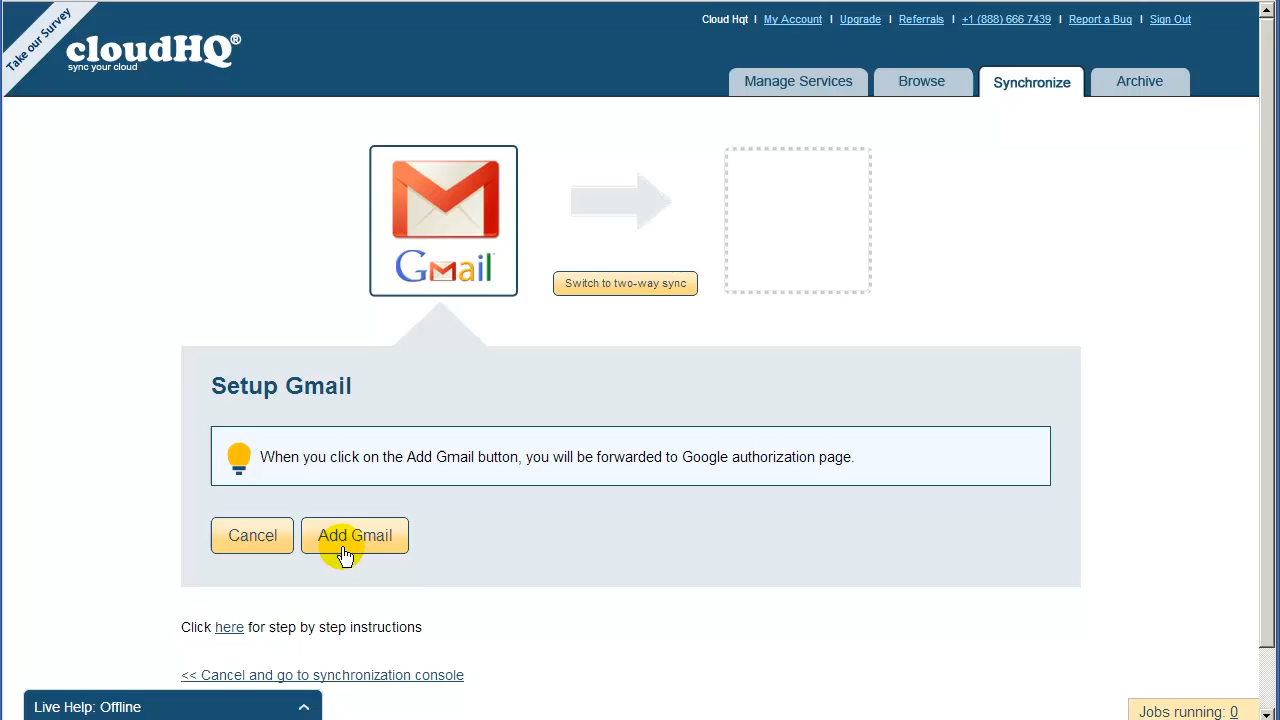 Take our Survey
cloudHQ®
sync your cloud
Cloud Hqt | My Account | Upgrade | Referrals | +1 (888) 666 7439 | Report a Bug | Sign Out
Manage Services
Browse
Synchronize
Archive
Gmail
Switch to two-way sync
Setup Gmail
When you click on the Add Gmail button, you will be forwarded to Google authorization page.
Cancel
Add Gmail
Click here for step by step instructions
<< Cancel and go to synchronization console
Live Help: Offline
Jobs running: 0